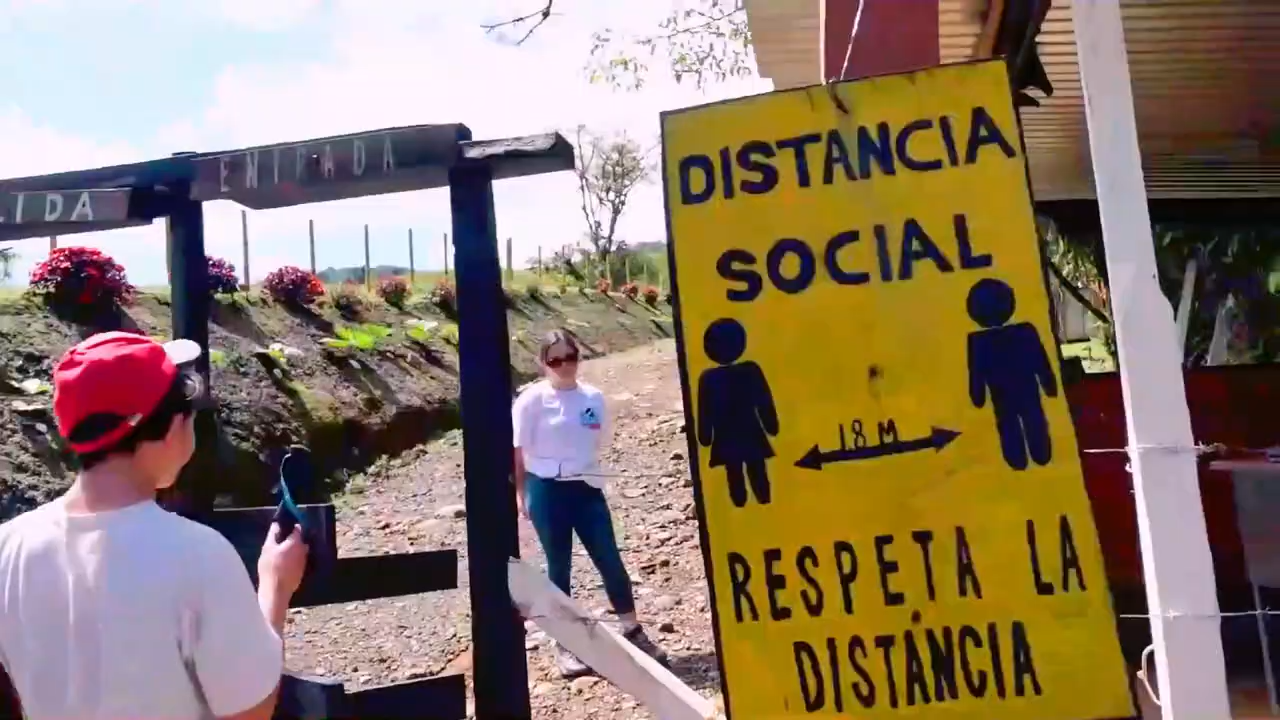 LIDA
ENTRADA
DISTANCIA
SOCIAL
1.8 M
RESPETA LA
DISTANCIA